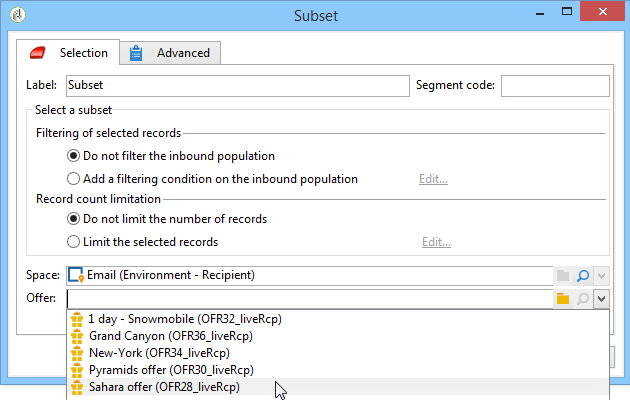 Subset
Selection Advanced
Label: Subset Segment code:
Select a subset
Filtering of selected records
Do not filter the inbound population
Add a filtering condition on the inbound population Edit...
Record count limitation
Do not limit the number of records
Limit the selected records Edit...
Space: Email (Environment - Recipient)
Offer:
1 day - Snowmobile (OFR32_liveRcp)
Grand Canyon (OFR36_liveRcp)
New-York (OFR34_liveRcp)
Pyramids offer (OFR30_liveRcp)
Sahara offer (OFR28_liveRcp)